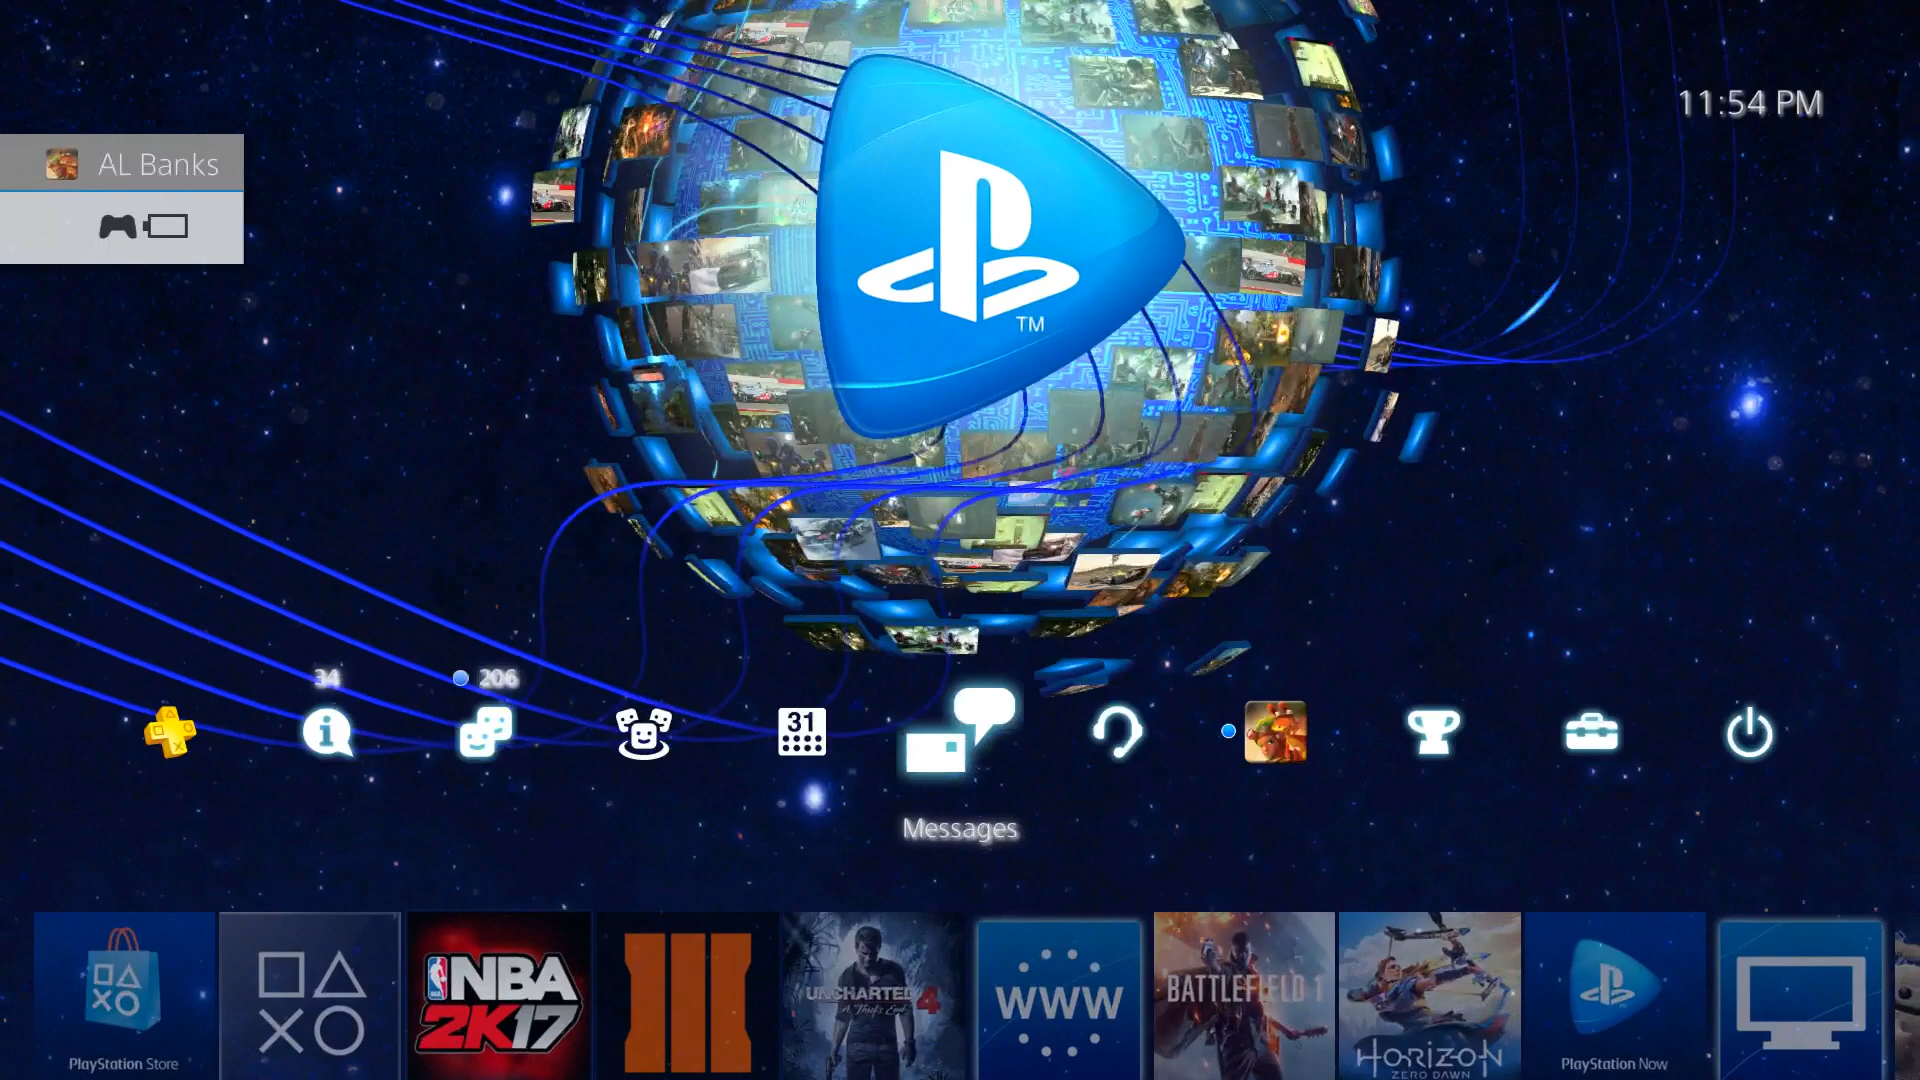 11:54 PM
AL Banks
TM
34
206
31
Messages
PlayStation Store
NBA
2K17
III
UNCHARTED 4
A Thief's End
WWW
BATTLEFIELD 1
HORIZON
ZERO DAWN
PlayStation Now